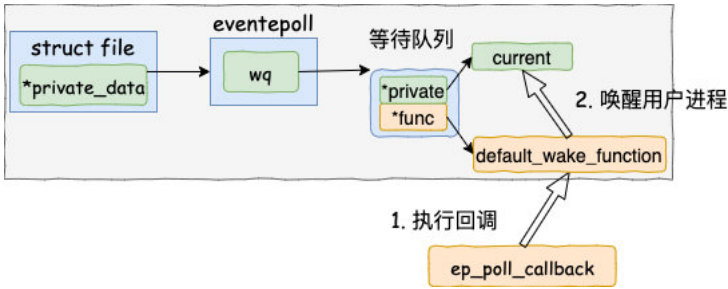 eventepoll
struct file
*private_data
wq
等待队列
*private
*func
current
2. 唤醒用户进程
default_wake_function
1. 执行回调
ep_poll_callback